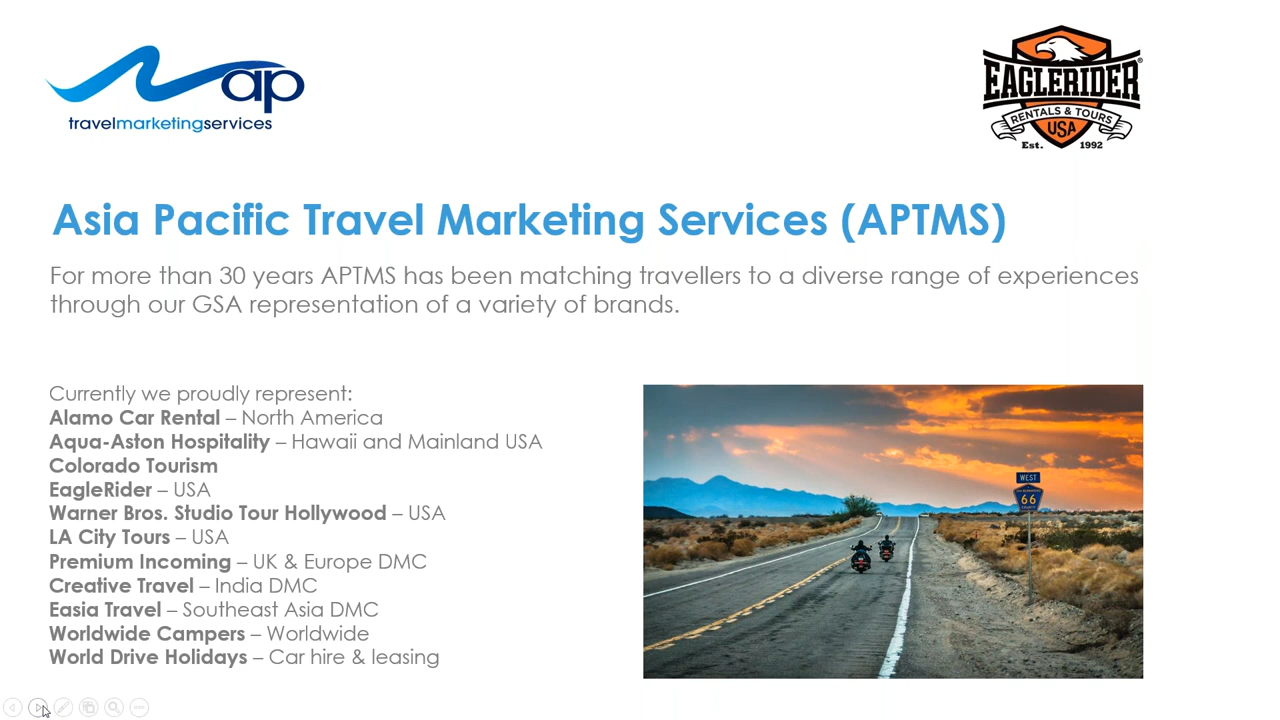 ap
travelmarketingservices
EAGLERIDER®
RENTALS & TOURS
USA
Est. 1992
Asia Pacific Travel Marketing Services (APTMS)
For more than 30 years APTMS has been matching travellers to a diverse range of experiences
through our GSA representation of a variety of brands.
Currently we proudly represent:
Alamo Car Rental – North America
Aqua-Aston Hospitality – Hawaii and Mainland USA
Colorado Tourism
EagleRider – USA
Warner Bros. Studio Tour Hollywood – USA
LA City Tours – USA
Premium Incoming – UK & Europe DMC
Creative Travel – India DMC
Easia Travel – Southeast Asia DMC
Worldwide Campers – Worldwide
World Drive Holidays – Car hire & leasing
WEST
66